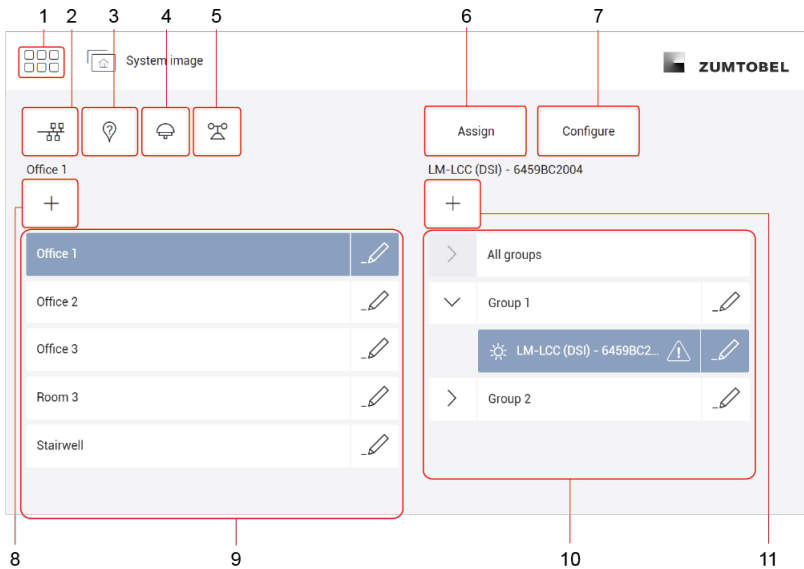 1 2 3 4 5 6 7
System image
ZUMTOBEL
?
Assign Configure
Office 1
LM-LCC (DSI) - 6459BC2004
+ +
Office 1
Office 2
Office 3
Room 3
Stairwell
All groups
Group 1
LM-LCC (DSI) - 6459BC2...
Group 2
8 9 10 11